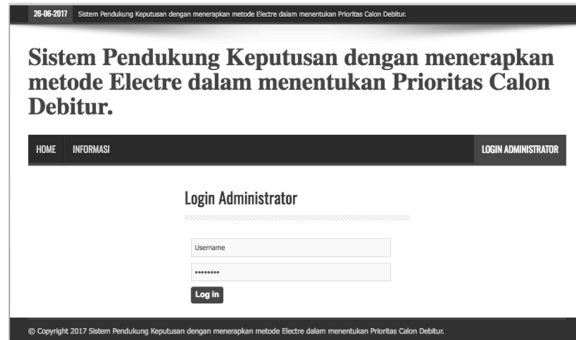 26-06-2017 Sistem Pendukung Keputusan dengan menerapkan metode Electre dalam menentukan Prioritas Calon Debitur.
Sistem Pendukung Keputusan dengan menerapkan
metode Electre dalam menentukan Prioritas Calon
Debitur.
HOME INFORMASI LOGIN ADMINISTRATOR
Login Administrator
Username
••••••••
Log in
© Copyright 2017 Sistem Pendukung Keputusan dengan menerapkan metode Electre dalam menentukan Prioritas Calon Debitur.